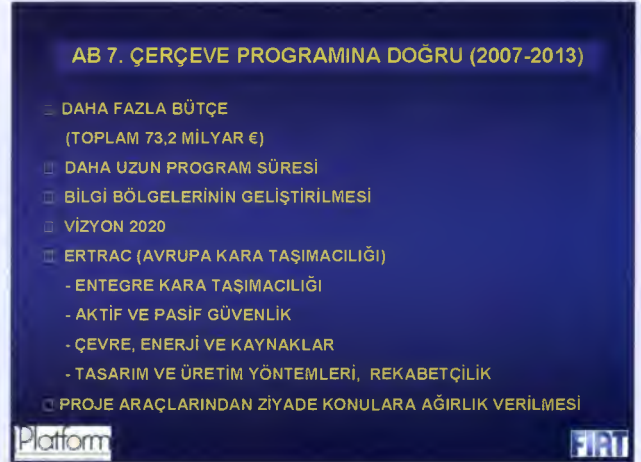 AB 7. ÇERÇEVE PROGRAMINA DOĞRU (2007-2013)
DAHA FAZLA BÜTÇE
(TOPLAM 73,2 MİLYAR €)
DAHA UZUN PROGRAM SÜRESİ
BİLGİ BÖLGELERİNİN GELİŞTİRİLMESİ
VİZYON 2020
ERTRAC (AVRUPA KARA TAŞIMACILIĞI)
- ENTEGRE KARA TAŞIMACILIĞI
- AKTİF VE PASİF GÜVENLİK
- ÇEVRE, ENERJİ VE KAYNAKLAR
- TASARIM VE ÜRETİM YÖNTEMLERİ, REKABETÇİLİK
PROJE ARAÇLARINDAN ZİYADE KONULARA AĞIRLIK VERİLMESİ
Platform